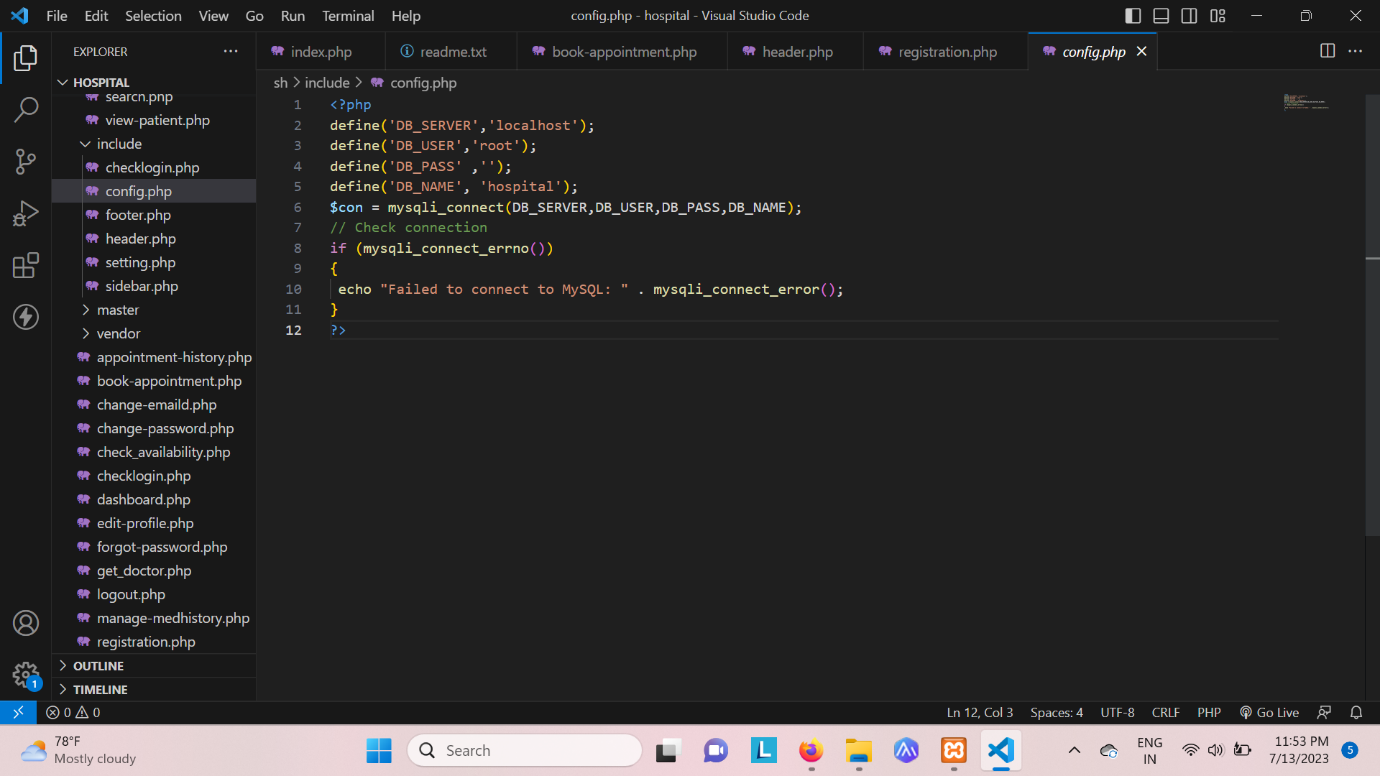 File Edit Selection View Go Run Terminal Help
config.php - hospital - Visual Studio Code
EXPLORER
index.php
readme.txt
book-appointment.php
header.php
registration.php
config.php
HOSPITAL
search.php
view-patient.php
include
checklogin.php
config.php
footer.php
header.php
setting.php
sidebar.php
master
vendor
appointment-history.php
book-appointment.php
change-emaild.php
change-password.php
check_availability.php
checklogin.php
dashboard.php
edit-profile.php
forgot-password.php
get_doctor.php
logout.php
manage-medhistory.php
registration.php
OUTLINE
TIMELINE
sh > include > config.php
1 <?php
2 define('DB_SERVER','localhost');
3 define('DB_USER','root');
4 define('DB_PASS' ,'');
5 define('DB_NAME', 'hospital');
6 $con = mysqli_connect(DB_SERVER,DB_USER,DB_PASS,DB_NAME);
7 // Check connection
8 if (mysqli_connect_errno())
9 {
10 echo "Failed to connect to MySQL: " . mysqli_connect_error();
11 }
12 ?>
1
0 0
Ln 12, Col 3 Spaces: 4 UTF-8 CRLF PHP Go Live
78°F
Mostly cloudy
Search
L
ENG
IN
11:53 PM
7/13/2023
5